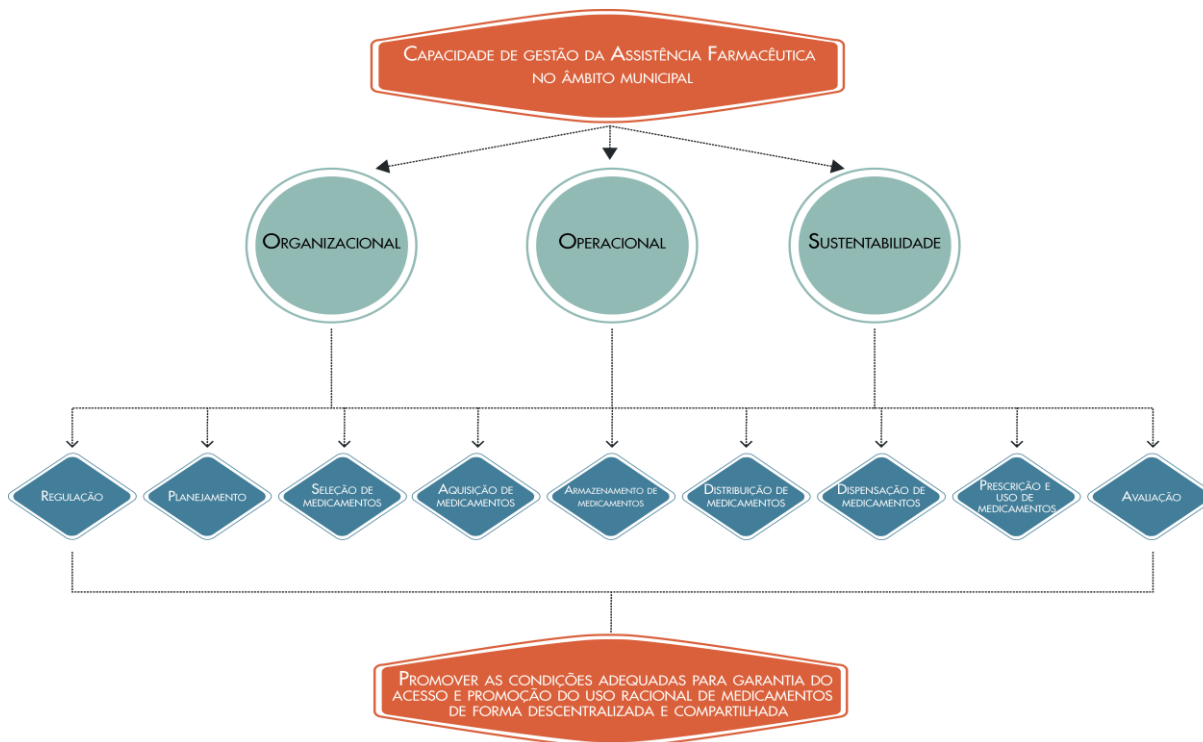 Capacidade de gestão da Assistência Farmacêutica
no âmbito municipal
Organizacional
Operacional
Sustentabilidade
Regulação
Planejamento
Seleção de
medicamentos
Aquisição de
medicamentos
Armazenamento de
medicamentos
Distribuição de
medicamentos
Dispensação de
medicamentos
Prescrição e
uso de
medicamentos
Avaliação
Promover as condições adequadas para garantia do
acesso e promoção do uso racional de medicamentos
de forma descentralizada e compartilhada